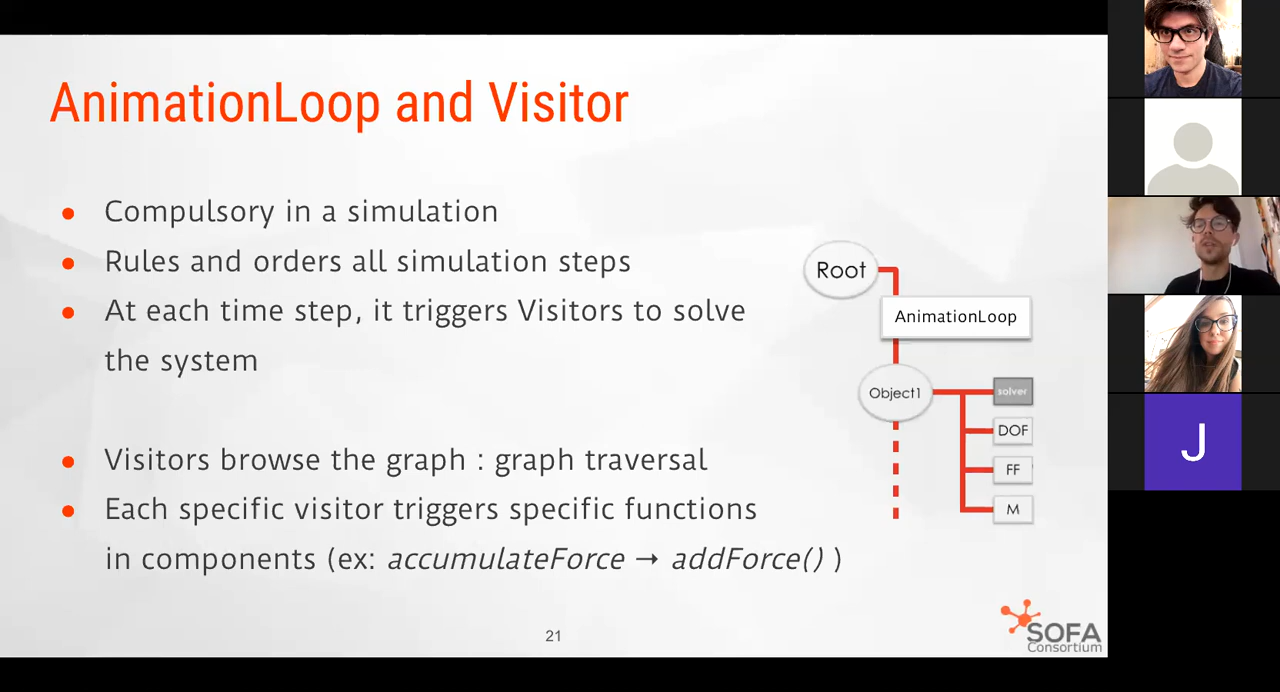 AnimationLoop and Visitor
● Compulsory in a simulation
● Rules and orders all simulation steps
● At each time step, it triggers Visitors to solve
the system
● Visitors browse the graph : graph traversal
● Each specific visitor triggers specific functions
in components (ex: accumulateForce → addForce() )
Root
AnimationLoop
Object1
solver
DOF
FF
M
21
SOFA
Consortium
J